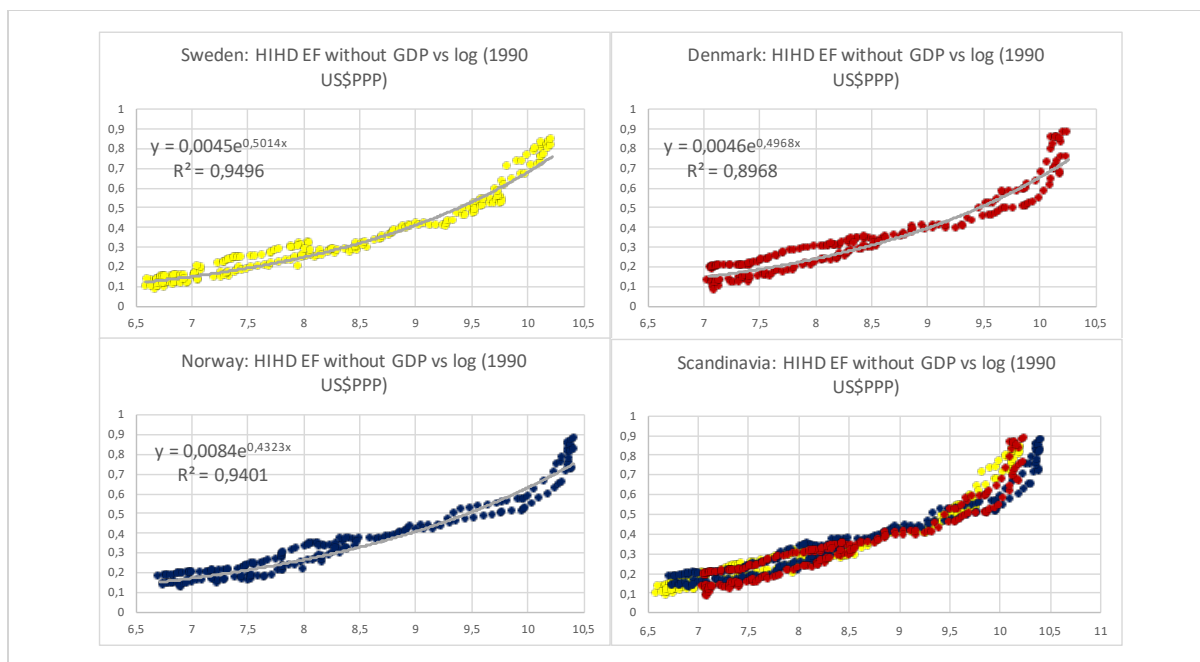 Sweden: HIHD EF without GDP vs log (1990
US$PPP)
1
0,9
0,8
0,7
0,6
0,5
0,4
0,3
0,2
0,1
0
y = 0,0045e^0,5014x
R² = 0,9496
6,5 7 7,5 8 8,5 9 9,5 10 10,5
Denmark: HIHD EF without GDP vs log (1990
US$PPP)
1
0,9
0,8
0,7
0,6
0,5
0,4
0,3
0,2
0,1
0
y = 0,0046e^0,4968x
R² = 0,8968
6,5 7 7,5 8 8,5 9 9,5 10 10,5
Norway: HIHD EF without GDP vs log (1990
US$PPP)
1
0,9
0,8
0,7
0,6
0,5
0,4
0,3
0,2
0,1
0
y = 0,0084e^0,4323x
R² = 0,9401
6,5 7 7,5 8 8,5 9 9,5 10 10,5
Scandinavia: HIHD EF without GDP vs log (1990
US$PPP)
1
0,9
0,8
0,7
0,6
0,5
0,4
0,3
0,2
0,1
0
6,5 7 7,5 8 8,5 9 9,5 10 10,5 11